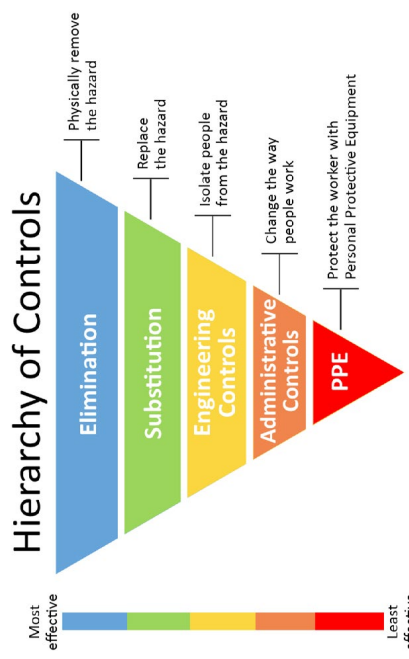 Hierarchy of Controls
Most
effective
Elimination
Physically remove
the hazard
Substitution
Replace
the hazard
Engineering
Controls
Isolate people
from the hazard
Administrative
Controls
Change the way
people work
PPE
Protect the worker with
Personal Protective Equipment
Least
effective